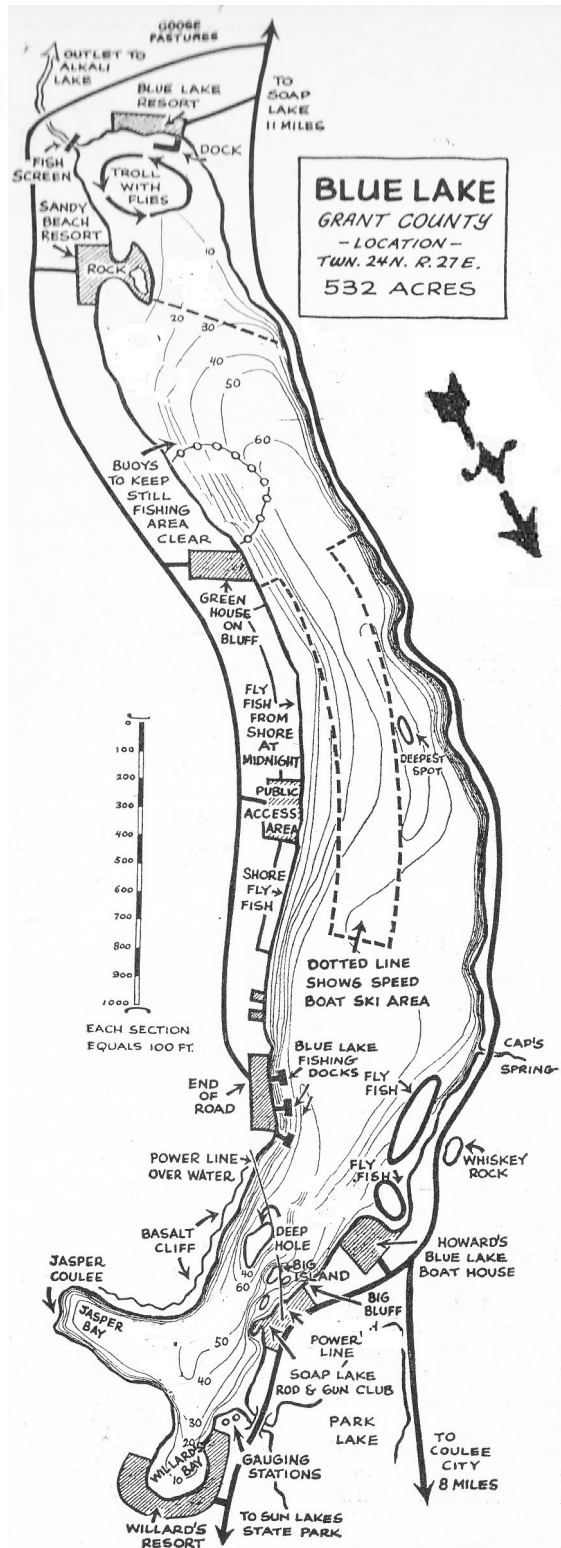 GOOSE
PASTURES
OUTLET TO
ALKALI
LAKE
BLUE LAKE
RESORT
TO
SOAP
LAKE
11 MILES
FISH
SCREEN
DOCK
TROLL
WITH
FLIES
SANDY
BEACH
RESORT
ROCK
BLUE LAKE
GRANT COUNTY
- LOCATION -
TWN. 24N. R. 27E.
532 ACRES
10
20
30
40
50
60
N
BUOYS
TO KEEP
STILL
FISHING
AREA
CLEAR
GREEN
HOUSE
ON
BLUFF
FLY
FISH
FROM
SHORE
AT
MIDNIGHT
DEEPEST
SPOT
PUBLIC
ACCESS
AREA
0
100
200
300
400
500
600
700
800
900
1000
EACH SECTION
EQUALS 100 FT.
SHORE
FLY
FISH
DOTTED LINE
SHOWS SPEED
BOAT SKI AREA
BLUE LAKE
FISHING
DOCKS
CAP'S
SPRING
END
OF
ROAD
FLY
FISH
POWER LINE
OVER WATER
FLY
FISH
WHISKEY
ROCK
BASALT
CLIFF
DEEP
HOLE
HOWARD'S
BLUE LAKE
BOAT HOUSE
JASPER
COULEE
BIG
ISLAND
40
60
BIG
BLUFF
JASPER
BAY
POWER
LINE
50
SOAP LAKE
ROD & GUN CLUB
40
PARK
LAKE
30
20
10
WILLARD'S
BAY
GAUGING
STATIONS
TO
COULEE
CITY
8 MILES
TO SUN LAKES
STATE PARK
WILLARD'S
RESORT